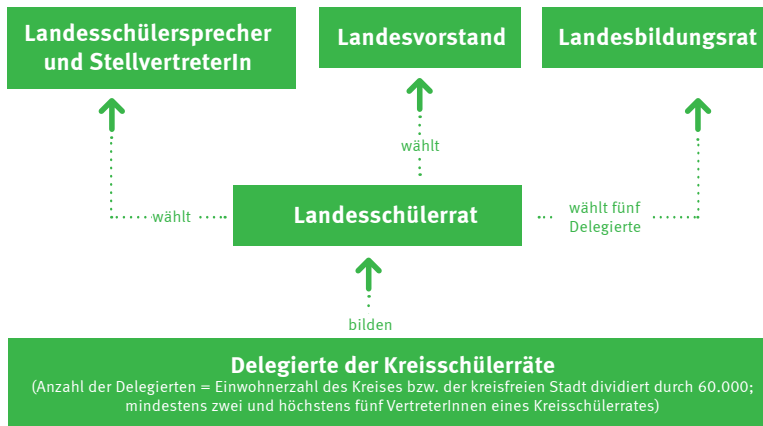 Landesschülersprecher
und StellvertreterIn
Landesvorstand
Landesbildungsrat
wählt
wählt
wählt fünf
Delegierte
Landesschülerrat
bilden
Delegierte der Kreisschülerräte
(Anzahl der Delegierten = Einwohnerzahl des Kreises bzw. der kreisfreien Stadt dividiert durch 60.000;
mindestens zwei und höchstens fünf VertreterInnen eines Kreisschülerrates)